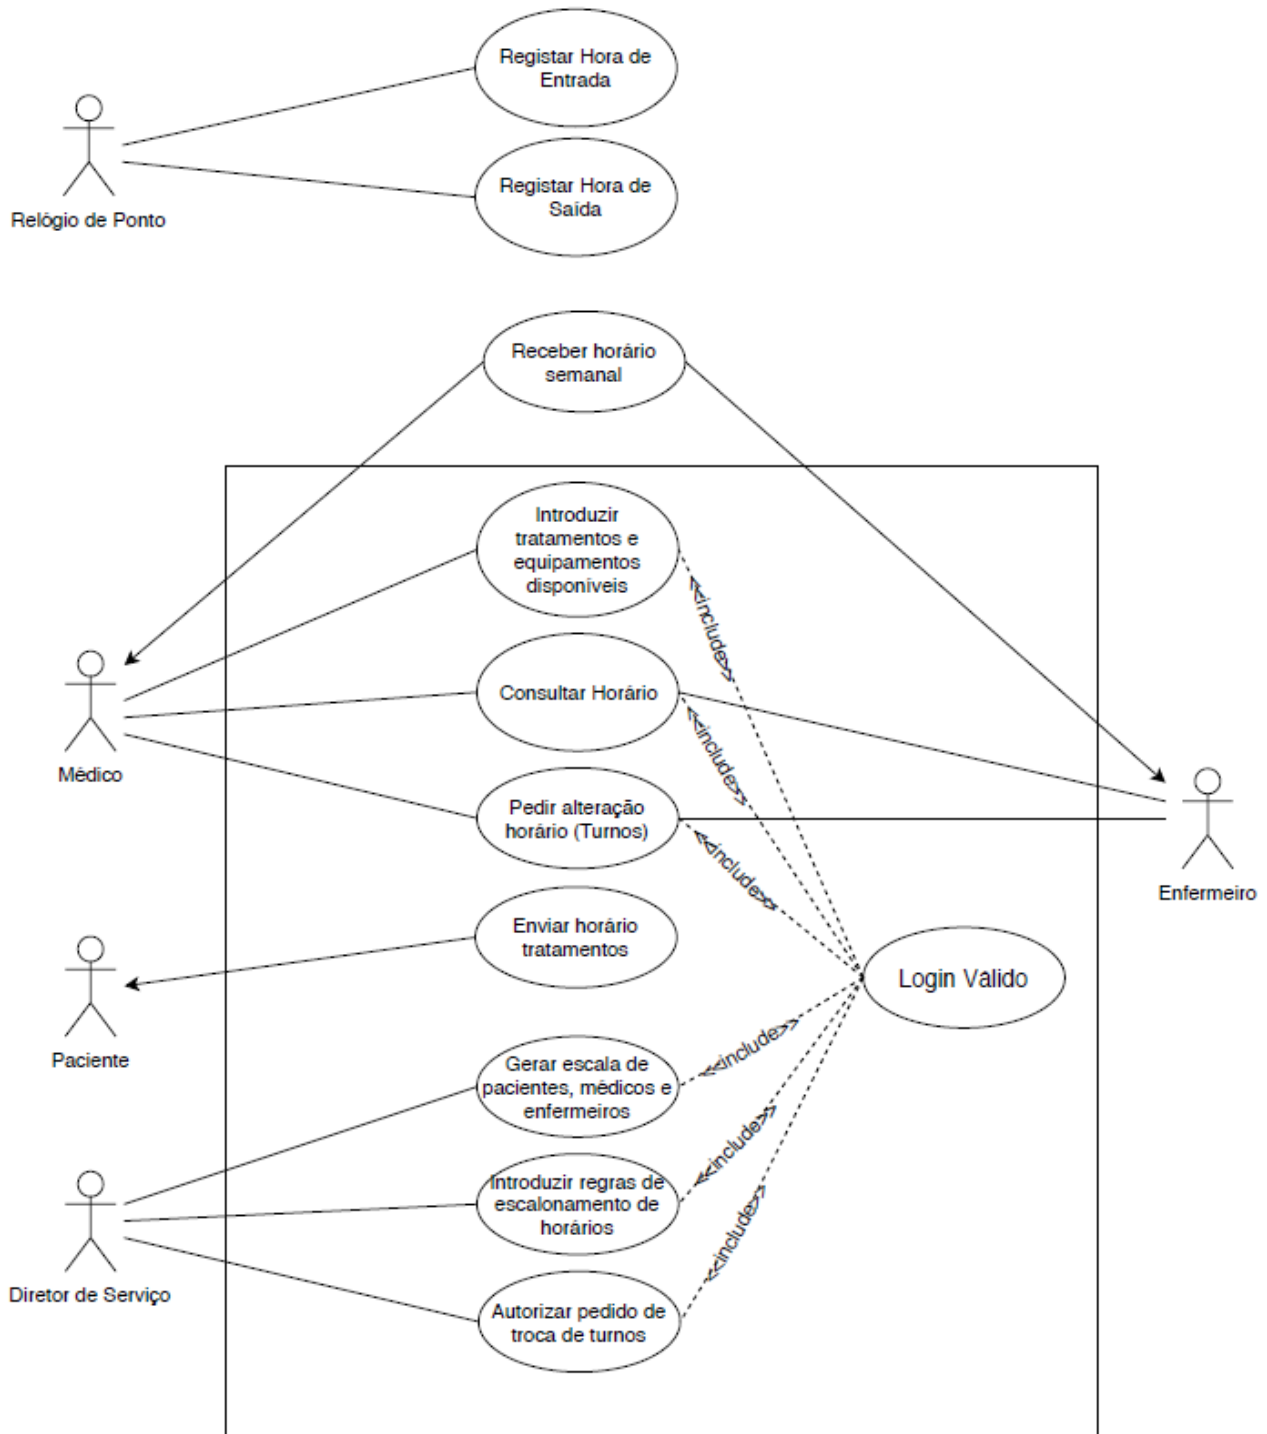 Registar Hora de
Entrada
Registar Hora de
Saída
Relógio de Ponto
Receber horário
semanal
Introduzir
tratamentos e
equipamentos
disponíveis
<<include>>
Consultar Horário
<<include>>
Médico
Pedir alteração
horário (Turnos)
<<include>>
Enfermeiro
Enviar horário
tratamentos
Login Válido
Paciente
Gerar escala de
pacientes, médicos e
enfermeiros
<<include>>
Introduzir regras de
escalonamento de
horários
<<include>>
Diretor de Serviço
Autorizar pedido de
troca de turnos
<<include>>